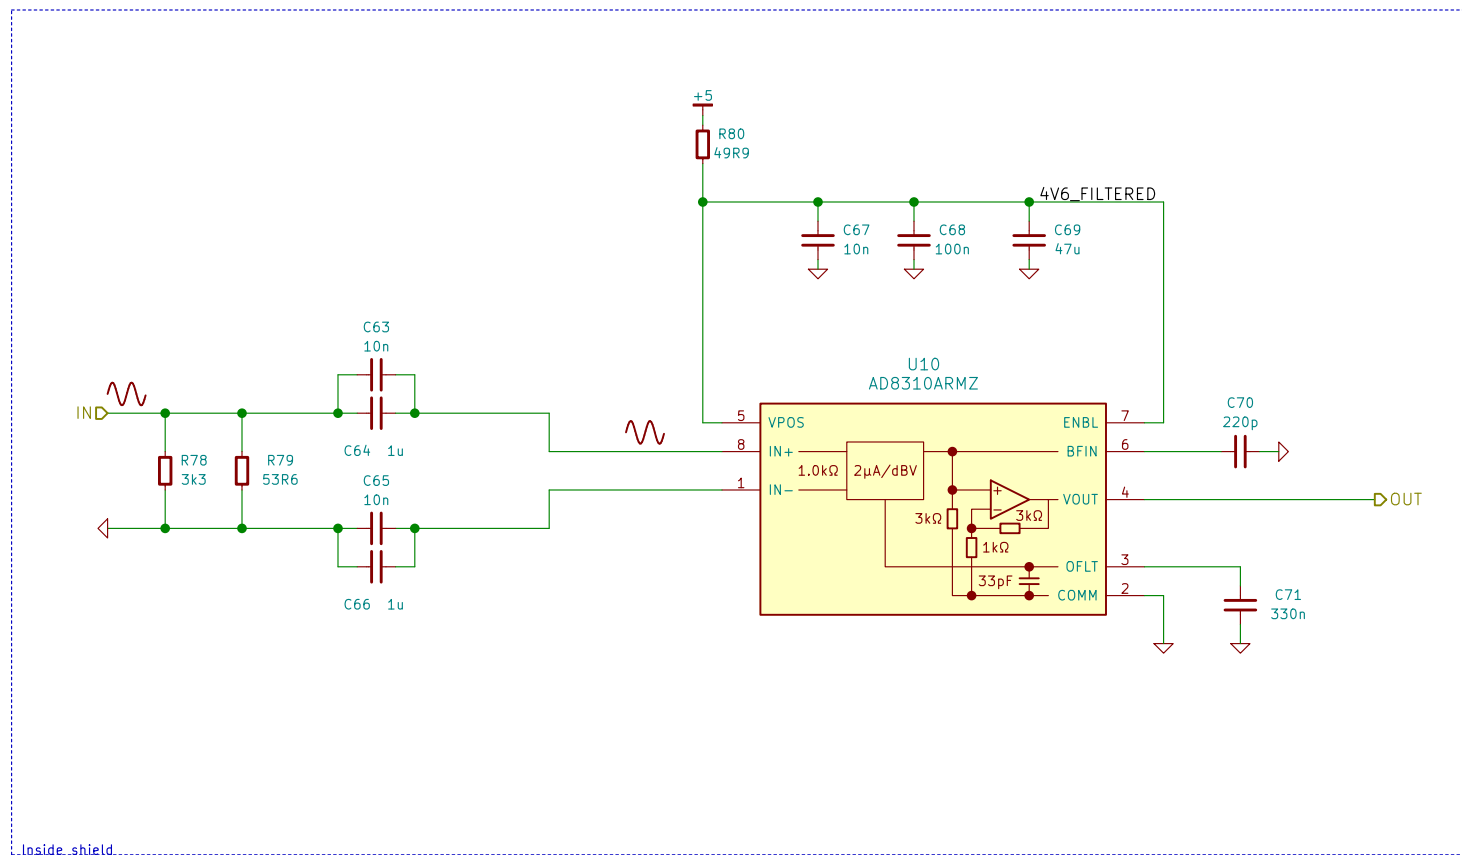 +5
R80
49R9
4V6_FILTERED
C67
10n
C68
100n
C69
47u
C63
10n
IN
C64 1u
R78
3k3
R79
53R6
C65
10n
C66 1u
U10
AD8310ARMZ
5 VPOS
ENBL 7
8 IN+
BFIN 6
1.0kΩ
2µA/dBV
1 IN-
VOUT 4
+
−
3kΩ
3kΩ
1kΩ
OFLT 3
33pF
COMM 2
C70
220p
OUT
C71
330n
Inside shield